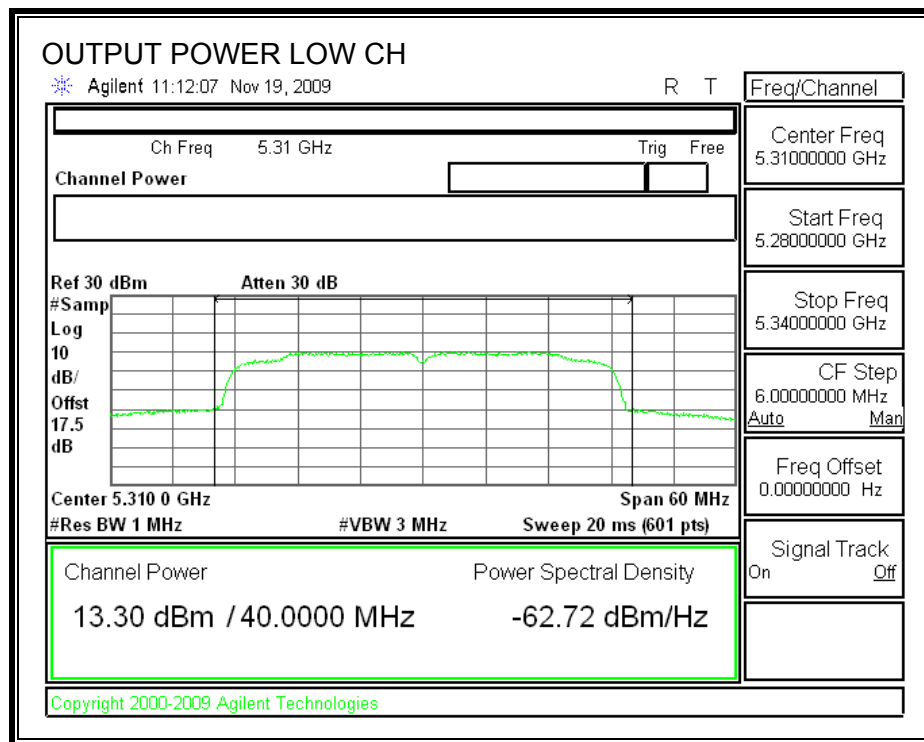 OUTPUT POWER LOW CH
Agilent 11:12:07 Nov 19, 2009
R T
Freq/Channel
Ch Freq 5.31 GHz
Trig Free
Channel Power
Center Freq
5.31000000 GHz
Start Freq
5.28000000 GHz
Stop Freq
5.34000000 GHz
CF Step
6.00000000 MHz
Auto Man
Freq Offset
0.00000000 Hz
Signal Track
On Off
Ref 30 dBm
Atten 30 dB
#Samp
Log
10
dB/
Offst
17.5
dB
Center 5.310 0 GHz
Span 60 MHz
#Res BW 1 MHz
#VBW 3 MHz
Sweep 20 ms (601 pts)
Channel Power
Power Spectral Density
13.30 dBm / 40.0000 MHz
-62.72 dBm/Hz
Copyright 2000-2009 Agilent Technologies